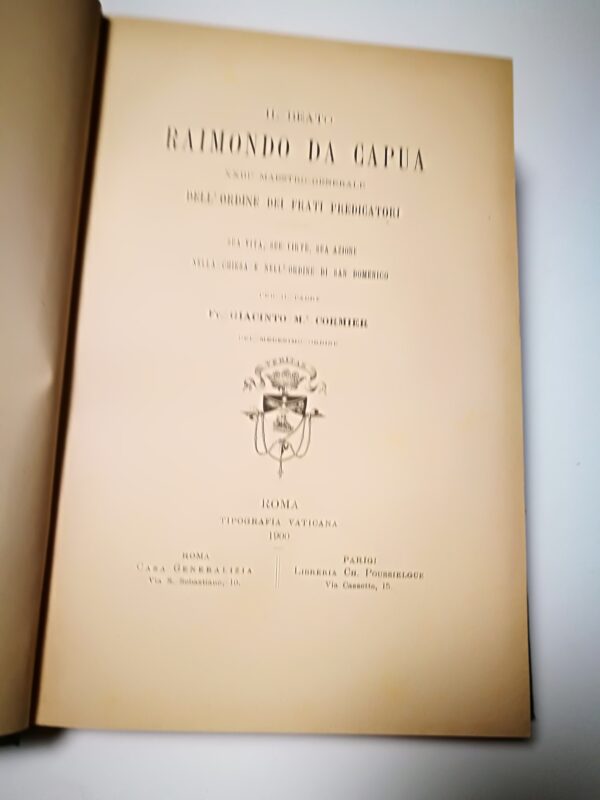 IL BEATO
RAIMONDO DA CAPUA
XXIII° MAESTRO GENERALE
DELL'ORDINE DEI FRATI PREDICATORI
SUA VITA, SUE VIRTÙ, SUA AZIONE
NELLA CHIESA E NELL'ORDINE DI SAN DOMENICO
PER IL PADRE
Fr. GIACINTO M.ª CORMIER
DEL MEDESIMO ORDINE
VERITAS
ROMA
TIPOGRAFIA VATICANA
1900
ROMA
CASA GENERALIZIA
Via S. Sebastiano, 10.
PARIGI
LIBRERIA CH. POUSSIELGUE
Via Cassette, 15.